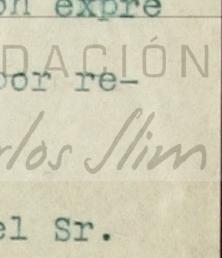 on expre
DACIÓN
por re-
rlos Slim
el Sr.